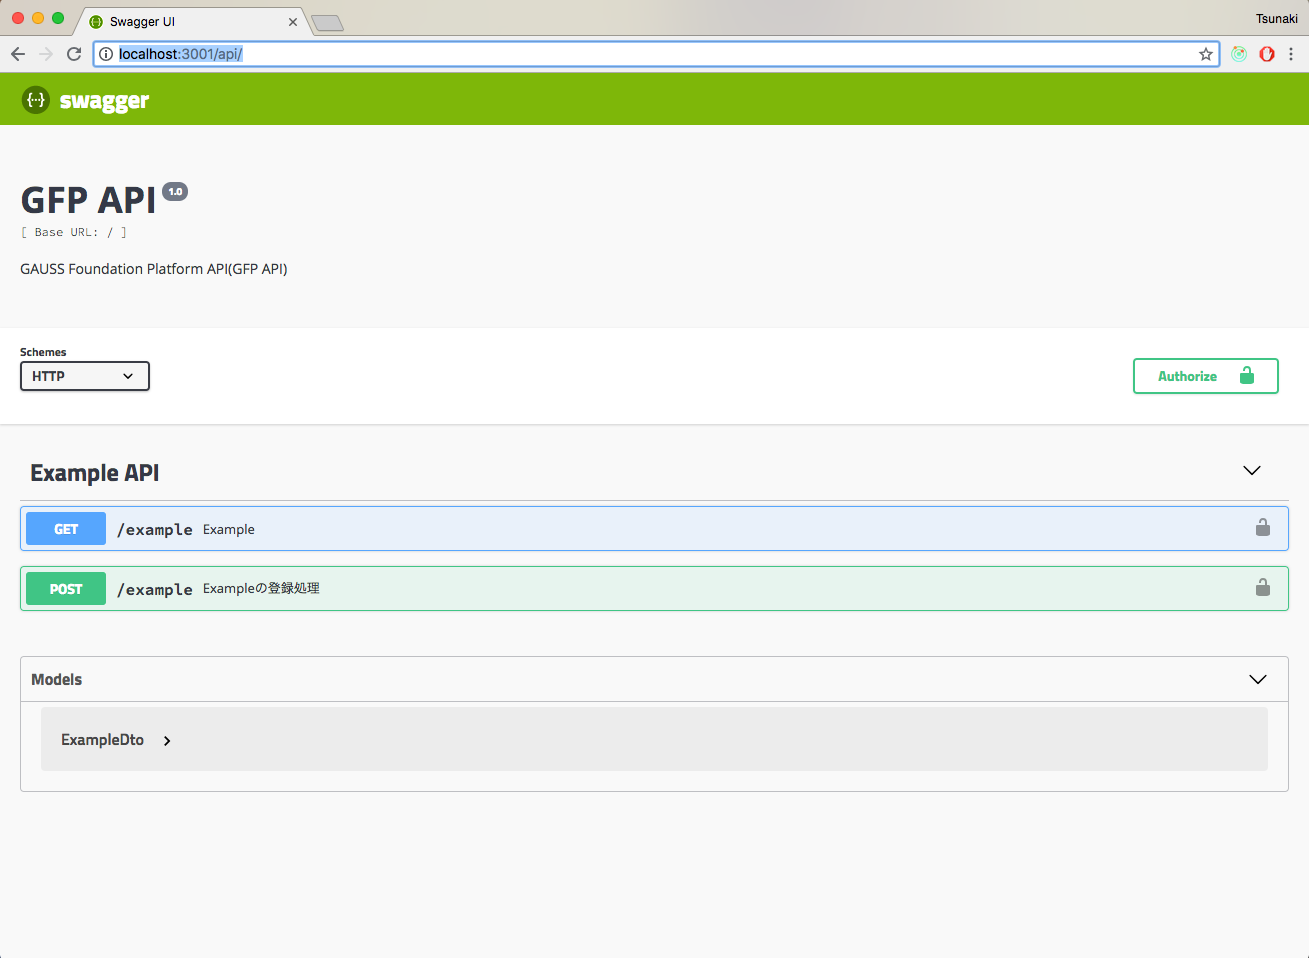 Swagger UI
Tsunaki
localhost:3001/api/
{··} swagger
GFP API 1.0
[ Base URL: / ]
GAUSS Foundation Platform API(GFP API)
Schemes
HTTP
Authorize
Example API
GET /example Example
POST /example Exampleの登録処理
Models
ExampleDto